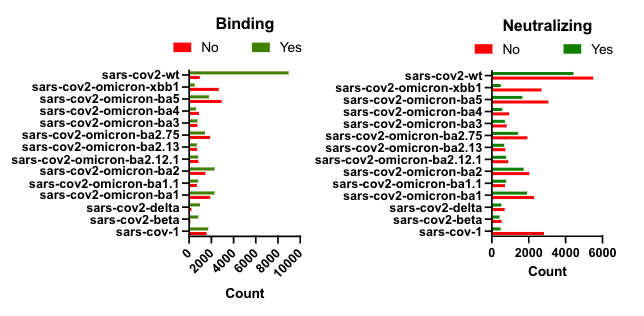 Binding
No Yes
sars-cov2-wt
sars-cov2-omicron-xbb1
sars-cov2-omicron-ba5
sars-cov2-omicron-ba4
sars-cov2-omicron-ba3
sars-cov2-omicron-ba2.75
sars-cov2-omicron-ba2.13
sars-cov2-omicron-ba2.12.1
sars-cov2-omicron-ba2
sars-cov2-omicron-ba1.1
sars-cov2-omicron-ba1
sars-cov2-delta
sars-cov2-beta
sars-cov-1
0 2000 4000 6000 8000 10000
Count
Neutralizing
No Yes
sars-cov2-wt
sars-cov2-omicron-xbb1
sars-cov2-omicron-ba5
sars-cov2-omicron-ba4
sars-cov2-omicron-ba3
sars-cov2-omicron-ba2.75
sars-cov2-omicron-ba2.13
sars-cov2-omicron-ba2.12.1
sars-cov2-omicron-ba2
sars-cov2-omicron-ba1.1
sars-cov2-omicron-ba1
sars-cov2-delta
sars-cov2-beta
sars-cov-1
0 2000 4000 6000
Count